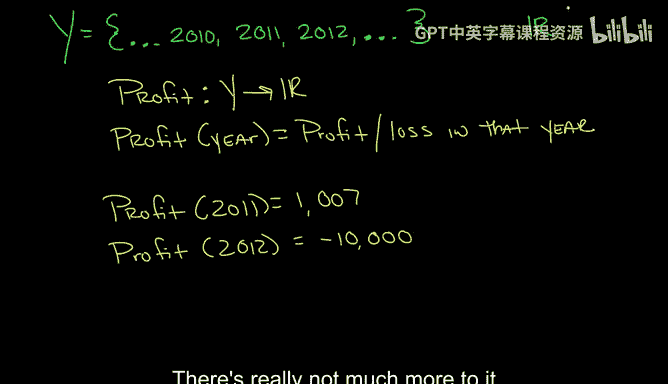 Y = {... 2010, 2011, 2012, ... } ℝ
GPT中英字幕课程资源 bilibili
Profit : Y → ℝ
Profit (year) = Profit / loss in that year
Profit (2011) = 1,007
Profit (2012) = -10,000
There's really not much more to it